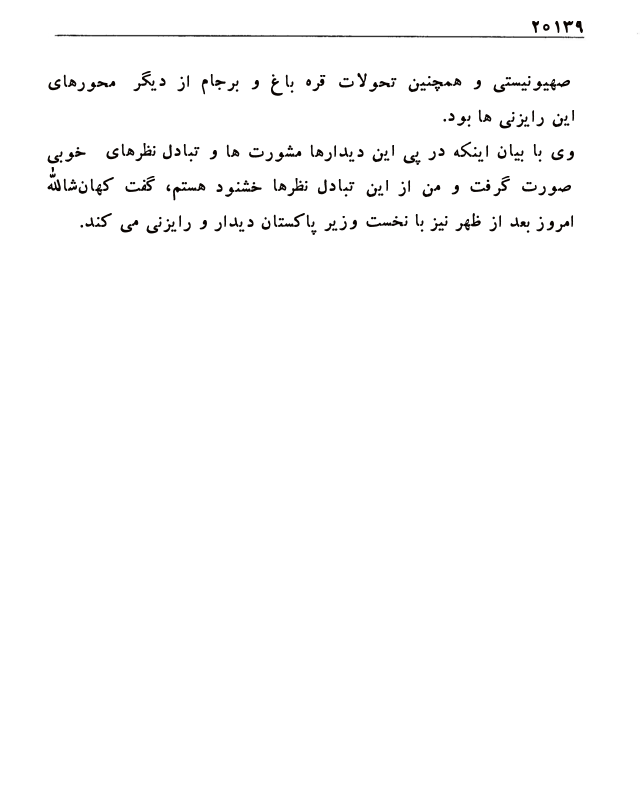 ۲۰۱۳۹
صهیونیستی و همچنین تحولات قره باغ و برجام از دیگر محورهای
این رایزنی ها بود.
وی با بیان اینکه در پی این دیدارها مشورت ها و تبادل نظرهای خوبی
صورت گرفت و من از این تبادل نظرها خشنود هستم، گفت کهان‌شالله
امروز بعد از ظهر نیز با نخست وزیر پاکستان دیدار و رایزنی می کند.